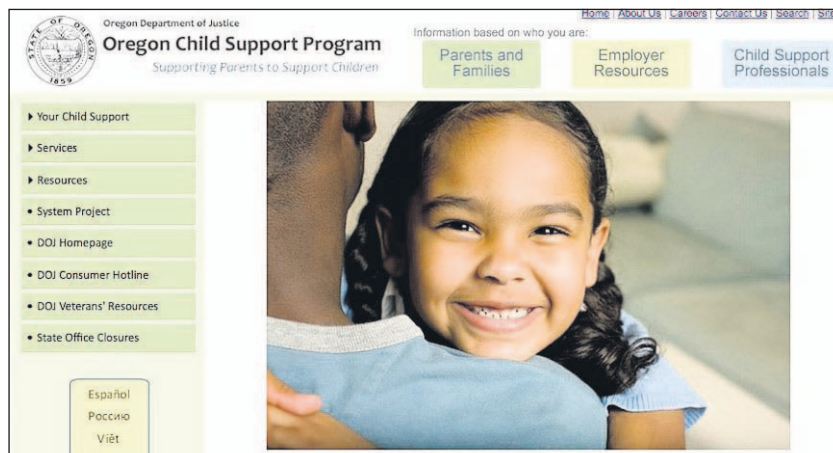 Home | About Us | Careers | Contact Us | Search |
Oregon Department of Justice
Oregon Child Support Program
Supporting Parents to Support Children
STATE OF OREGON
1859
Information based on who you are:
Parents and
Families
Employer
Resources
Child Support
Professionals
Your Child Support
Services
Resources
• System Project
• DOJ Homepage
• DOJ Consumer Hotline
• DOJ Veterans' Resources
• State Office Closures
Español
Россию
Việt